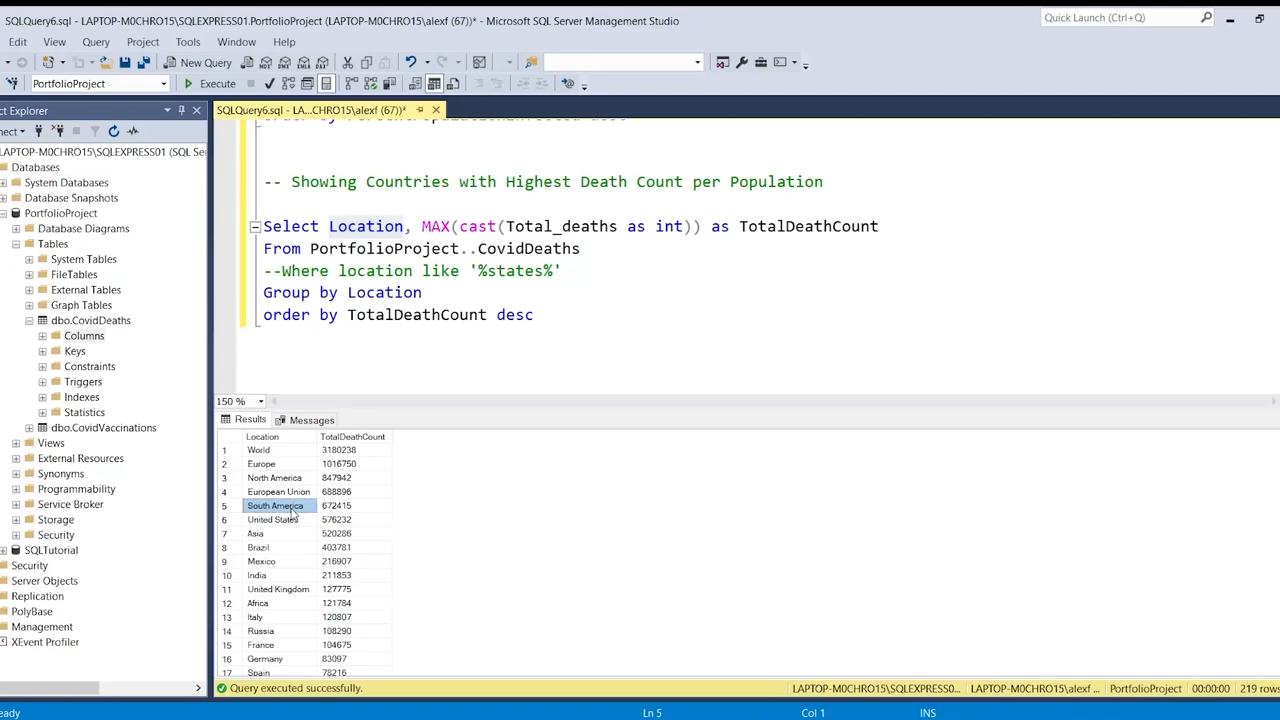 SQLQuery6.sql - LAPTOP-M0CHRO15\SQLEXPRESS01.PortfolioProject (LAPTOP-M0CHRO15\alexf (67))* - Microsoft SQL Server Management Studio
Quick Launch (Ctrl+Q)
Edit View Query Project Tools Window Help
New Query
PortfolioProject Execute
ct Explorer
SQLQuery6.sql - LA...CHRO15\alexf (67))*
nect
LAPTOP-M0CHRO15\SQLEXPRESS01 (SQL Ser
Databases
System Databases
Database Snapshots
PortfolioProject
Database Diagrams
Tables
System Tables
FileTables
External Tables
Graph Tables
dbo.CovidDeaths
Columns
Keys
Constraints
Triggers
Indexes
Statistics
dbo.CovidVaccinations
Views
External Resources
Synonyms
Programmability
Service Broker
Storage
Security
SQLTutorial
Security
Server Objects
Replication
PolyBase
Management
XEvent Profiler
-- Showing Countries with Highest Death Count per Population
Select Location, MAX(cast(Total_deaths as int)) as TotalDeathCount
From PortfolioProject..CovidDeaths
--Where location like '%states%'
Group by Location
order by TotalDeathCount desc
150 %
Results Messages
Location TotalDeathCount
1 World 3180238
2 Europe 1016750
3 North America 847942
4 European Union 688896
5 South America 672415
6 United States 576232
7 Asia 520286
8 Brazil 403781
9 Mexico 216907
10 India 211853
11 United Kingdom 127775
12 Africa 121784
13 Italy 120807
14 Russia 108290
15 France 104675
16 Germany 83097
17 Spain 78216
Query executed successfully. LAPTOP-M0CHRO15\SQLEXPRESS0... LAPTOP-M0CHRO15\alexf ... PortfolioProject 00:00:00 219 rows
eady Ln 5 Col 1 INS